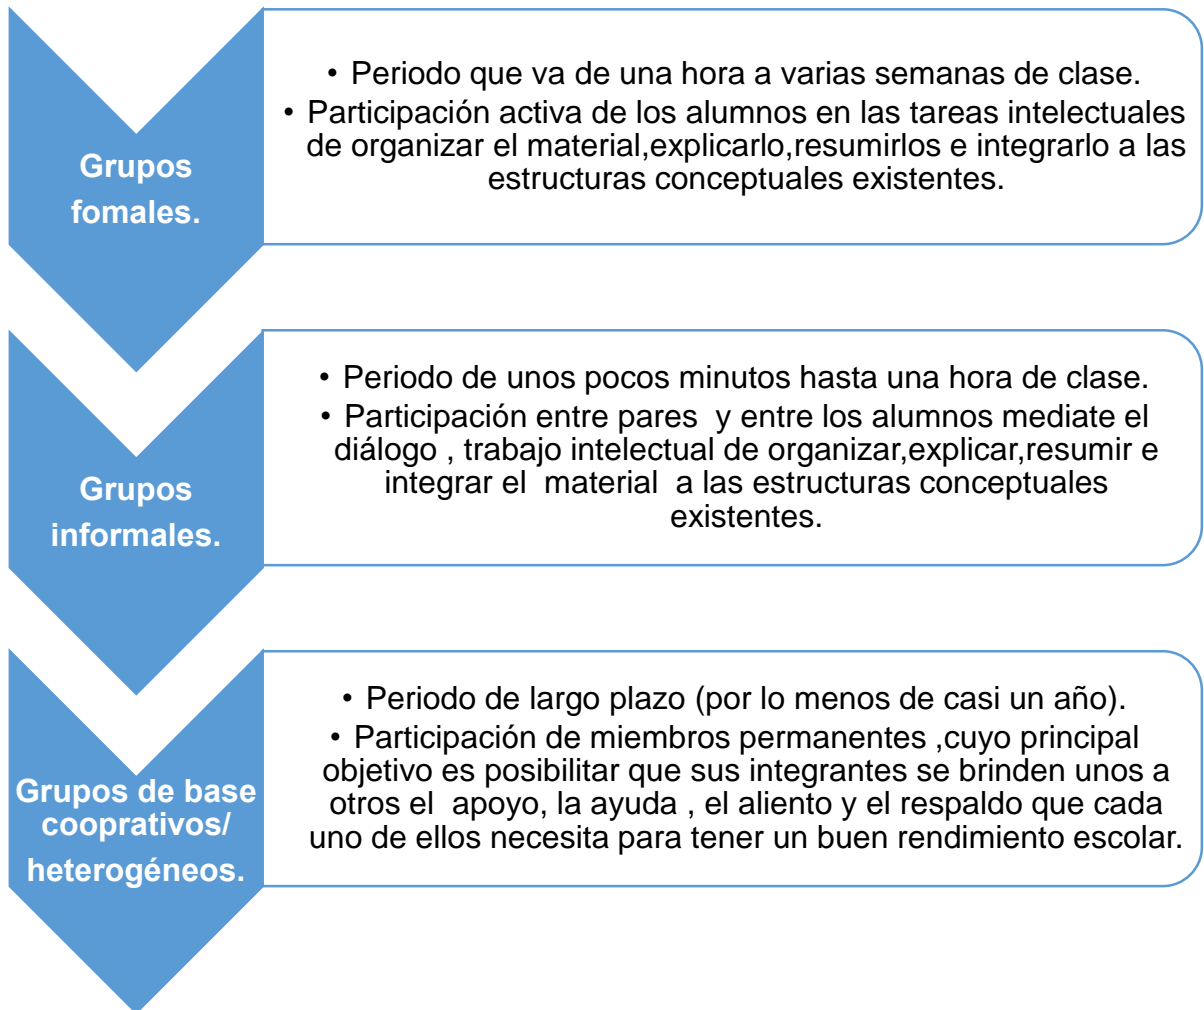 Grupos
fomales.
• Periodo que va de una hora a varias semanas de clase.
• Participación activa de los alumnos en las tareas intelectuales
de organizar el material,explicarlo,resumirlos e integrarlo a las
estructuras conceptuales existentes.
Grupos
informales.
• Periodo de unos pocos minutos hasta una hora de clase.
• Participación entre pares y entre los alumnos mediate el
diálogo , trabajo intelectual de organizar,explicar,resumir e
integrar el material a las estructuras conceptuales
existentes.
Grupos de base
cooprativos/
heterogéneos.
• Periodo de largo plazo (por lo menos de casi un año).
• Participación de miembros permanentes ,cuyo principal
objetivo es posibilitar que sus integrantes se brinden unos a
otros el apoyo, la ayuda , el aliento y el respaldo que cada
uno de ellos necesita para tener un buen rendimiento escolar.